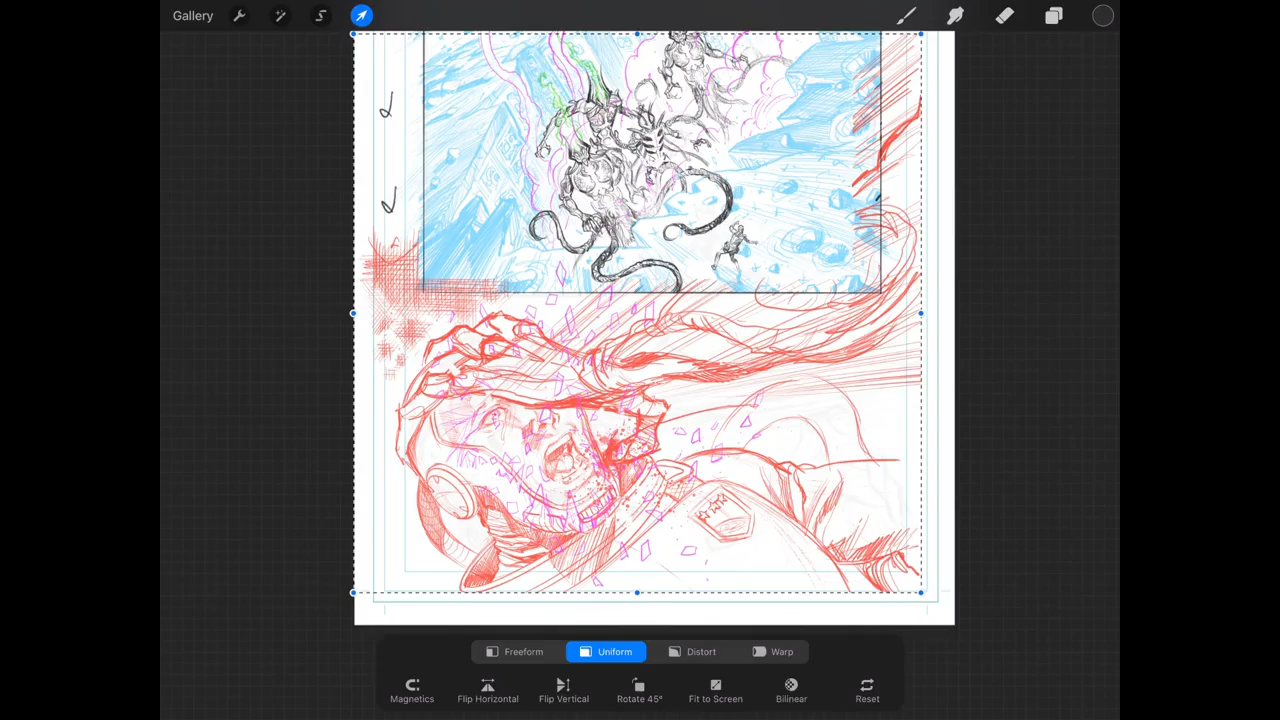 Gallery
Freeform Uniform Distort Warp
Magnetics Flip Horizontal Flip Vertical Rotate 45° Fit to Screen Bilinear Reset